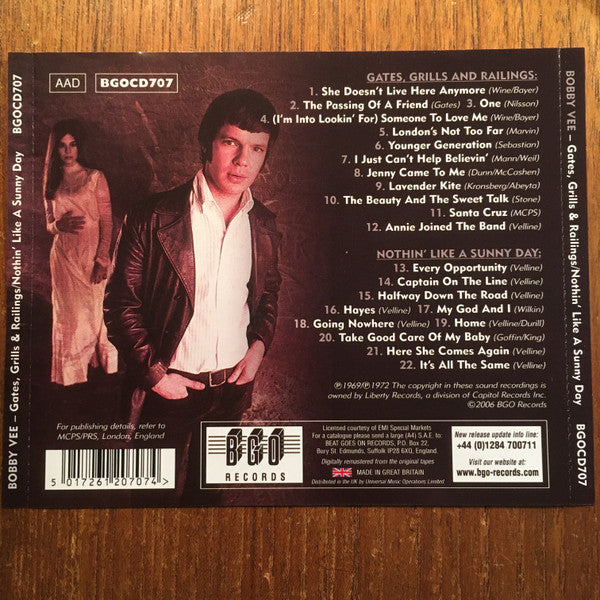 AAD
BGOCD707
GATES, GRILLS AND RAILINGS:
1. She Doesn't Live Here Anymore (Wine/Bayer)
2. The Passing Of A Friend (Gates) 3. One (Nilsson)
4. (I'm Into Lookin' For) Someone To Love Me (Wine/Bayer)
5. London's Not Too Far (Marvin)
6. Younger Generation (Sebastian)
7. I Just Can't Help Believin' (Mann/Weil)
8. Jenny Came To Me (Dunn/McCashen)
9. Lavender Kite (Kronsberg/Abeyta)
10. The Beauty And The Sweet Talk (Stone)
11. Santa Cruz (MCPS)
12. Annie Joined The Band (Velline)
NOTHIN' LIKE A SUNNY DAY:
13. Every Opportunity (Velline)
14. Captain On The Line (Velline)
15. Halfway Down The Road (Velline)
16. Hayes (Velline) 17. My God And I (Wilkin)
18. Going Nowhere (Velline) 19. Home (Velline/Durill)
20. Take Good Care Of My Baby (Goffin/King)
21. Here She Comes Again (Velline)
22. It's All The Same (Velline)
℗1969/℗1972 The copyright in these sound recordings is
owned by Liberty Records, a division of Capitol Records Inc.
©2006 BGO Records
For publishing details, refer to
MCPS/PRS, London, England
5 017261 207074 >
BGO
RECORDS
Licensed courtesy of EMI Special Markets
For a catalogue please send a large (A4) S.A.E. to:
BEAT GOES ON RECORDS, P.O. Box 22,
Bury St. Edmunds, Suffolk IP28 6XQ, England.
Digitally remastered from the original tapes
MADE IN GREAT BRITAIN
Distributed in the UK by Universal Music Operations Limited
New release update info line:
+44 (0)1284 700711
Visit our website at:
www.bgo-records.com
BOBBY VEE – Gates, Grills & Railings/Nothin' Like A Sunny Day BGOCD707
BOBBY VEE – Gates, Grills & Railings/Nothin' Like A Sunny Day BGOCD707